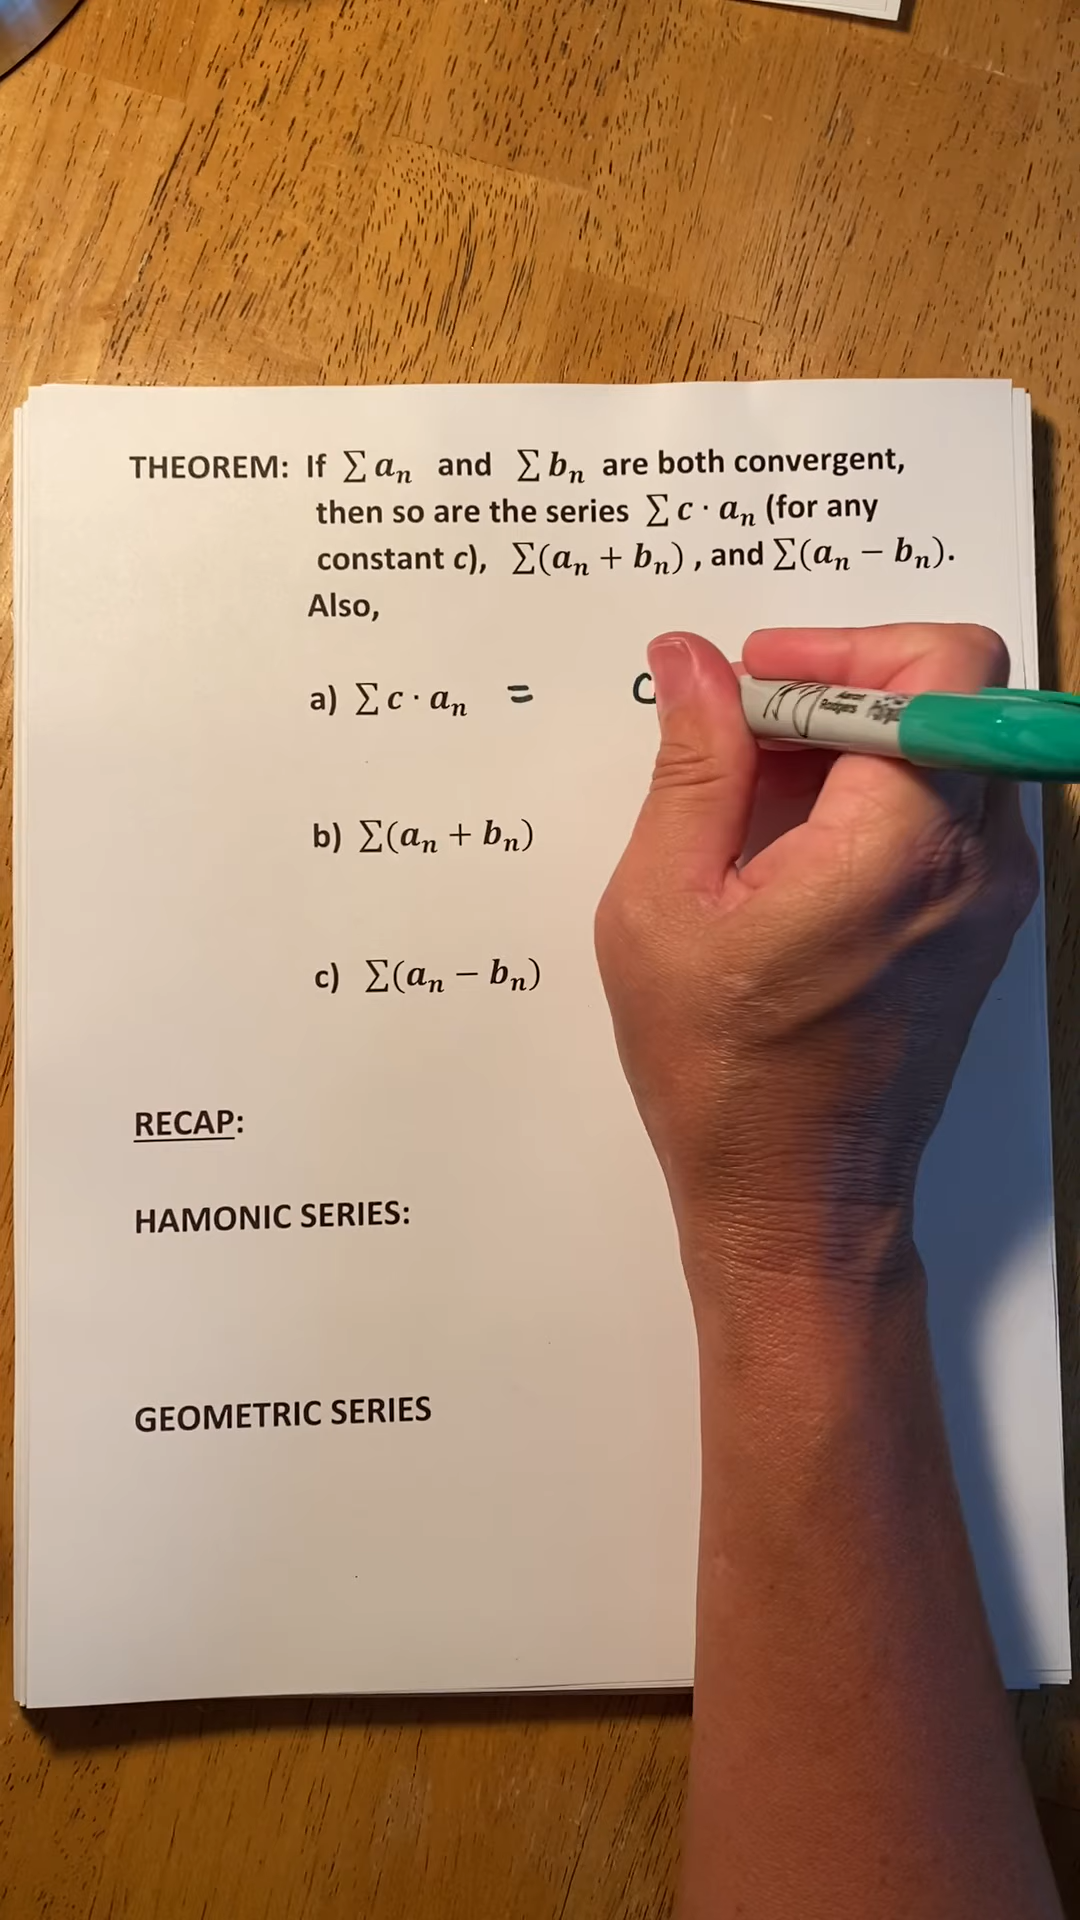 THEOREM: If ∑ aₙ and ∑ bₙ are both convergent,
then so are the series ∑ c · aₙ (for any
constant c), ∑(aₙ + bₙ) , and ∑(aₙ − bₙ).
Also,
a) ∑ c · aₙ = C
b) ∑(aₙ + bₙ)
c) ∑(aₙ − bₙ)
RECAP:
HAMONIC SERIES:
GEOMETRIC SERIES